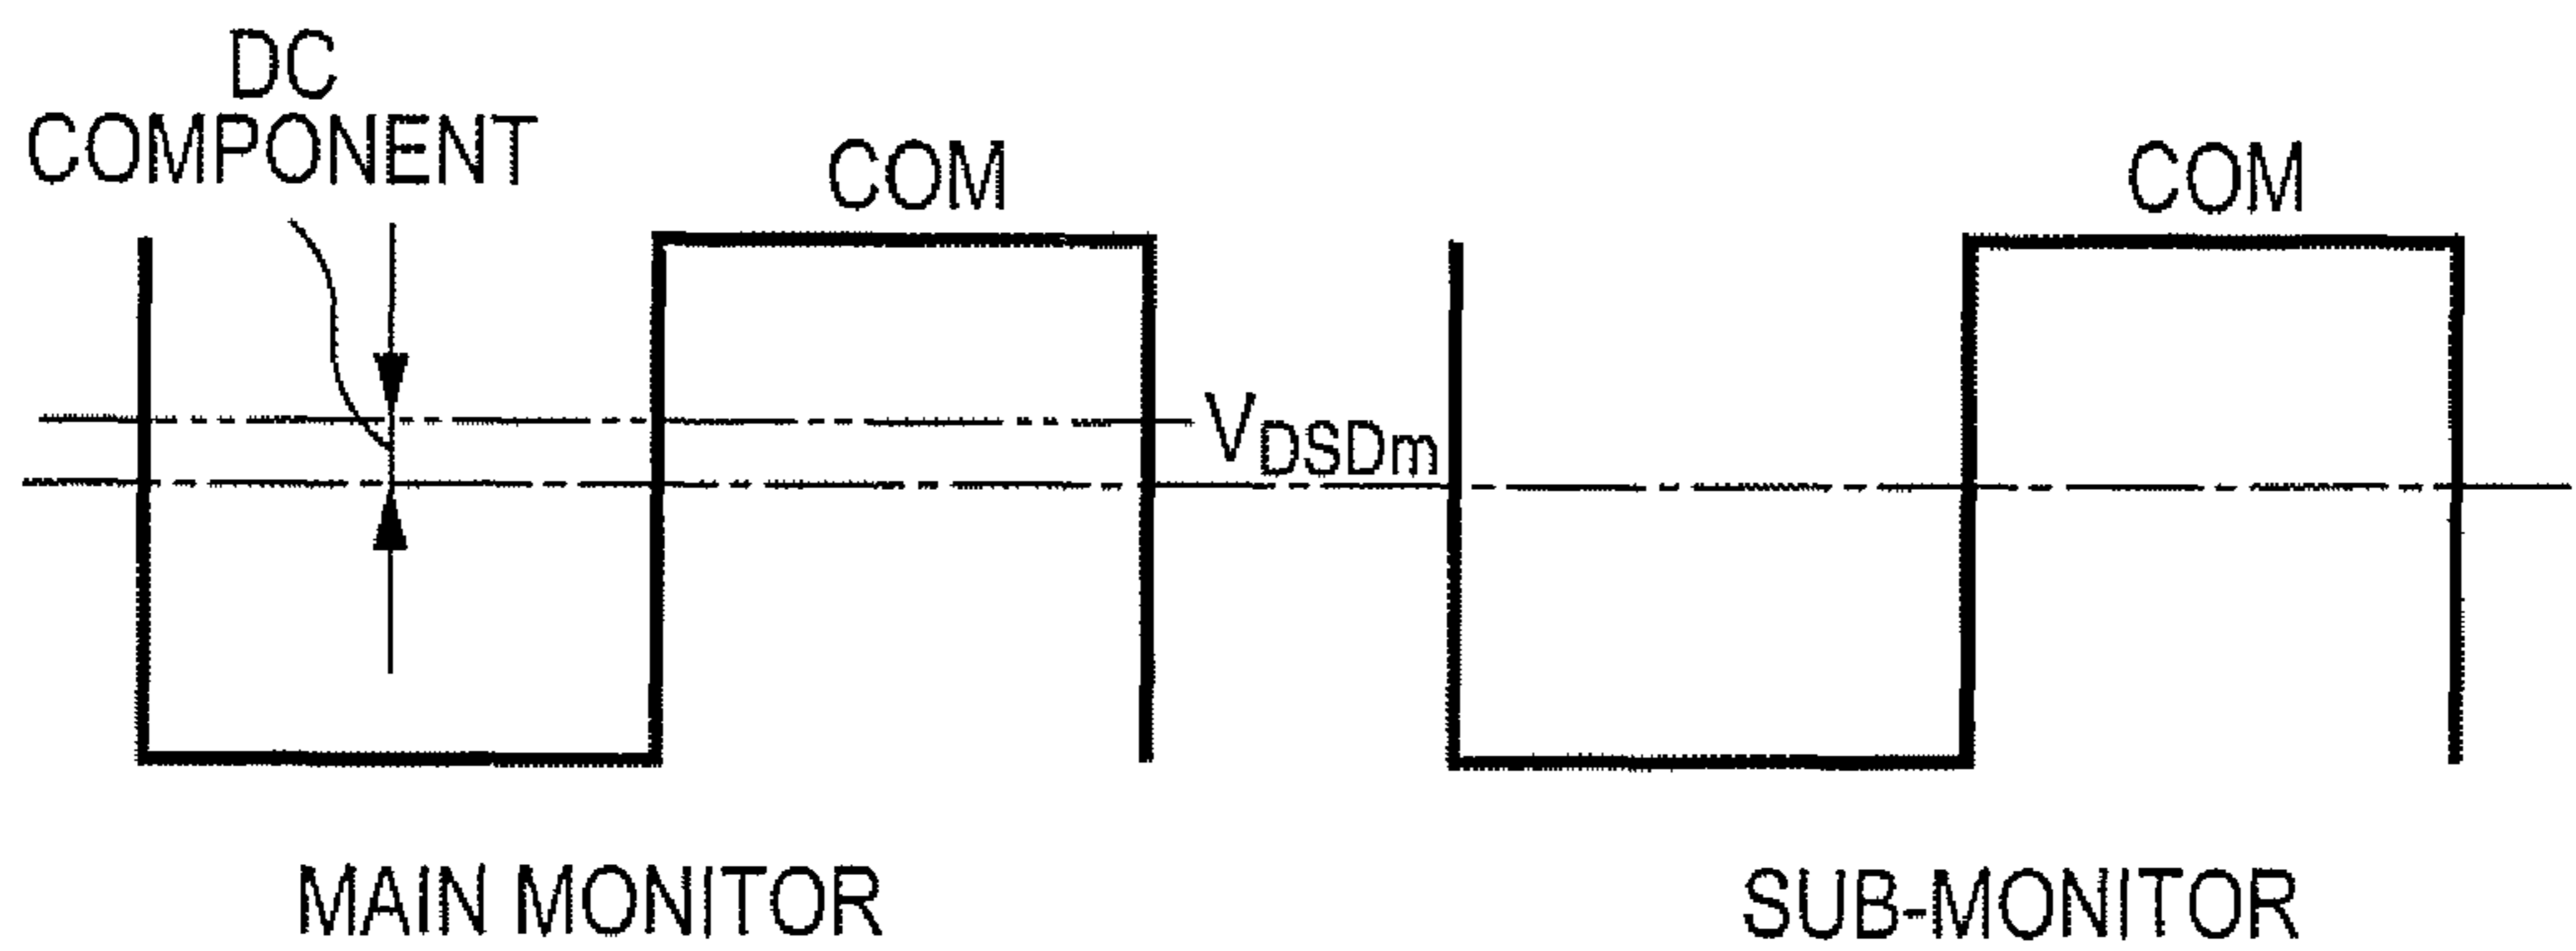 DC
COMPONENT
COM
COM
VDSDm
MAIN MONITOR
SUB-MONITOR